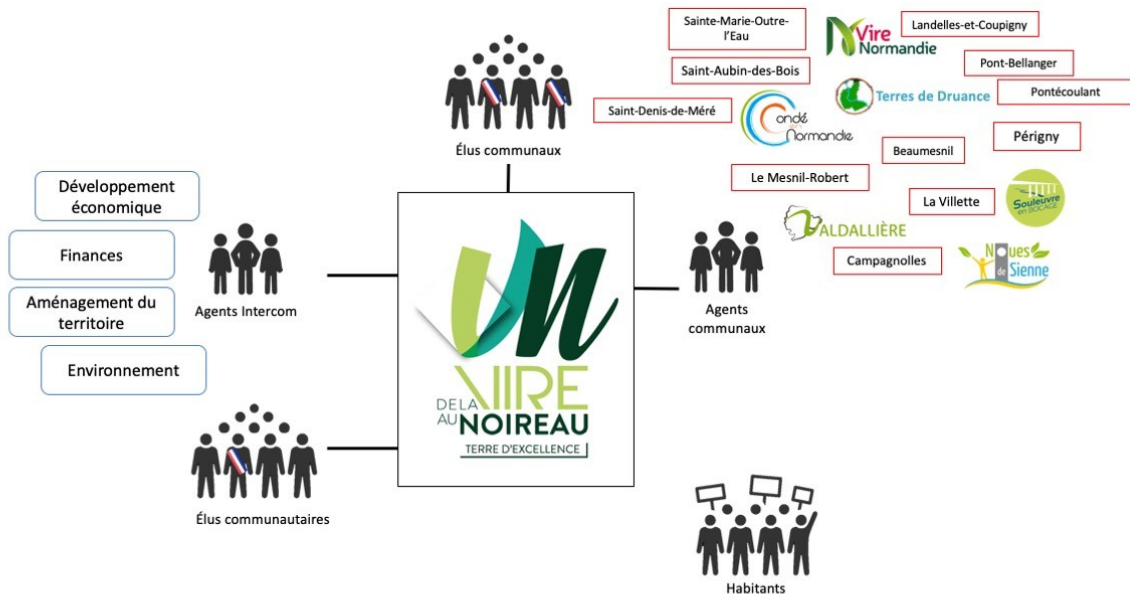 Sainte-Marie-Outre-
l'Eau
Vire
Normandie
Landelles-et-Coupigny
Saint-Aubin-des-Bois
Pont-Bellanger
Saint-Denis-de-Méré
Condé
en
Normandie
Terres de Druance
Pontécoulant
Élus communaux
Beaumesnil
Périgny
Le Mesnil-Robert
La Villette
Souleuvre
en BOCAGE
VALDALLIÈRE
Campagnolles
NOues
de Sienne
Développement
économique
Finances
Aménagement du
territoire
Environnement
Agents Intercom
Agents
communaux
vn
DE LA VIRE
AU NOIREAU
TERRE D'EXCELLENCE
Élus communautaires
Habitants